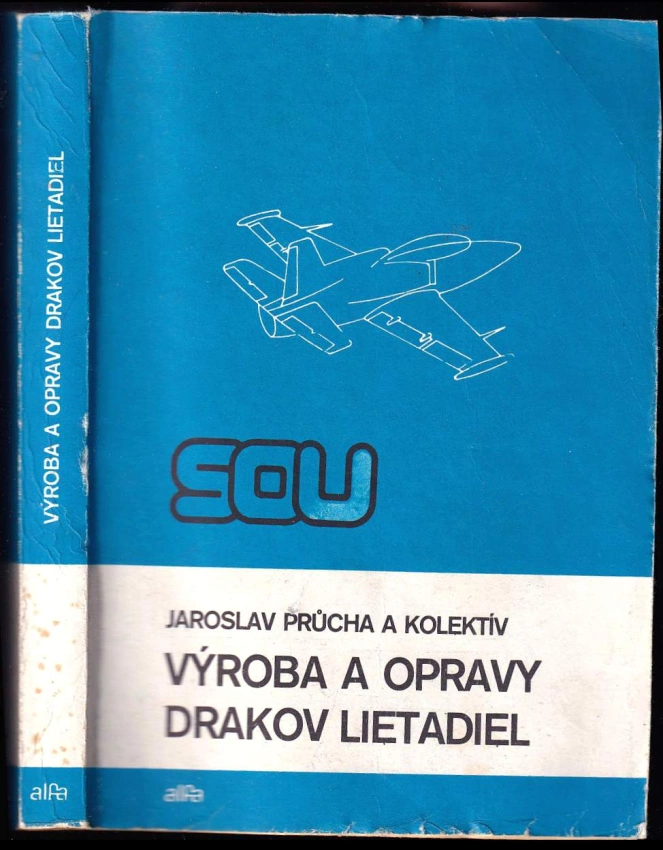 VÝROBA A OPRAVY DRAKOV LIETADIEL
alfa
SOU
JAROSLAV PRŮCHA A KOLEKTÍV
VÝROBA A OPRAVY
DRAKOV LIETADIEL
alfa